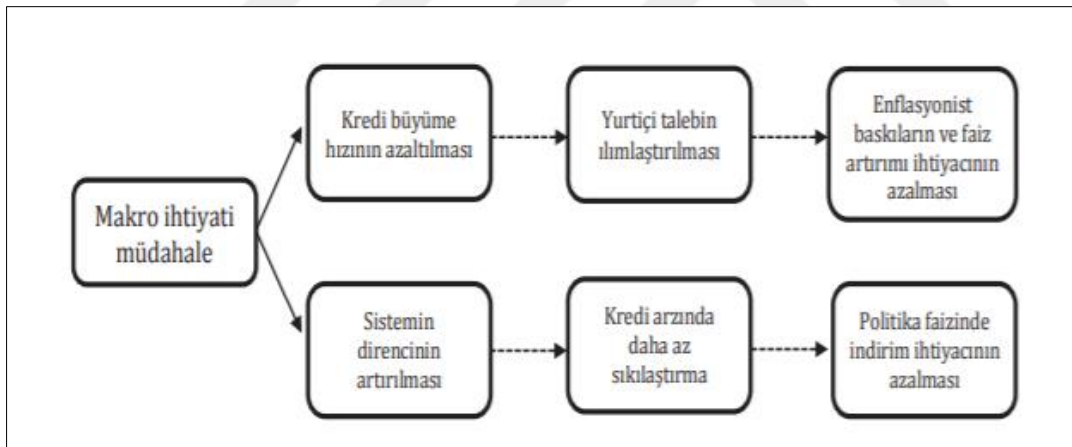 Makro ihtiyati
müdahale
Kredi büyüme
hızının azaltılması
Yurtiçi talebin
ılımlaştırılması
Enflasyonist
baskıların ve faiz
artırımı ihtiyacının
azalması
Sistemin
direncinin
artırılması
Kredi arzında
daha az
sıkılaştırma
Politika faizinde
indirim ihtiyacının
azalması